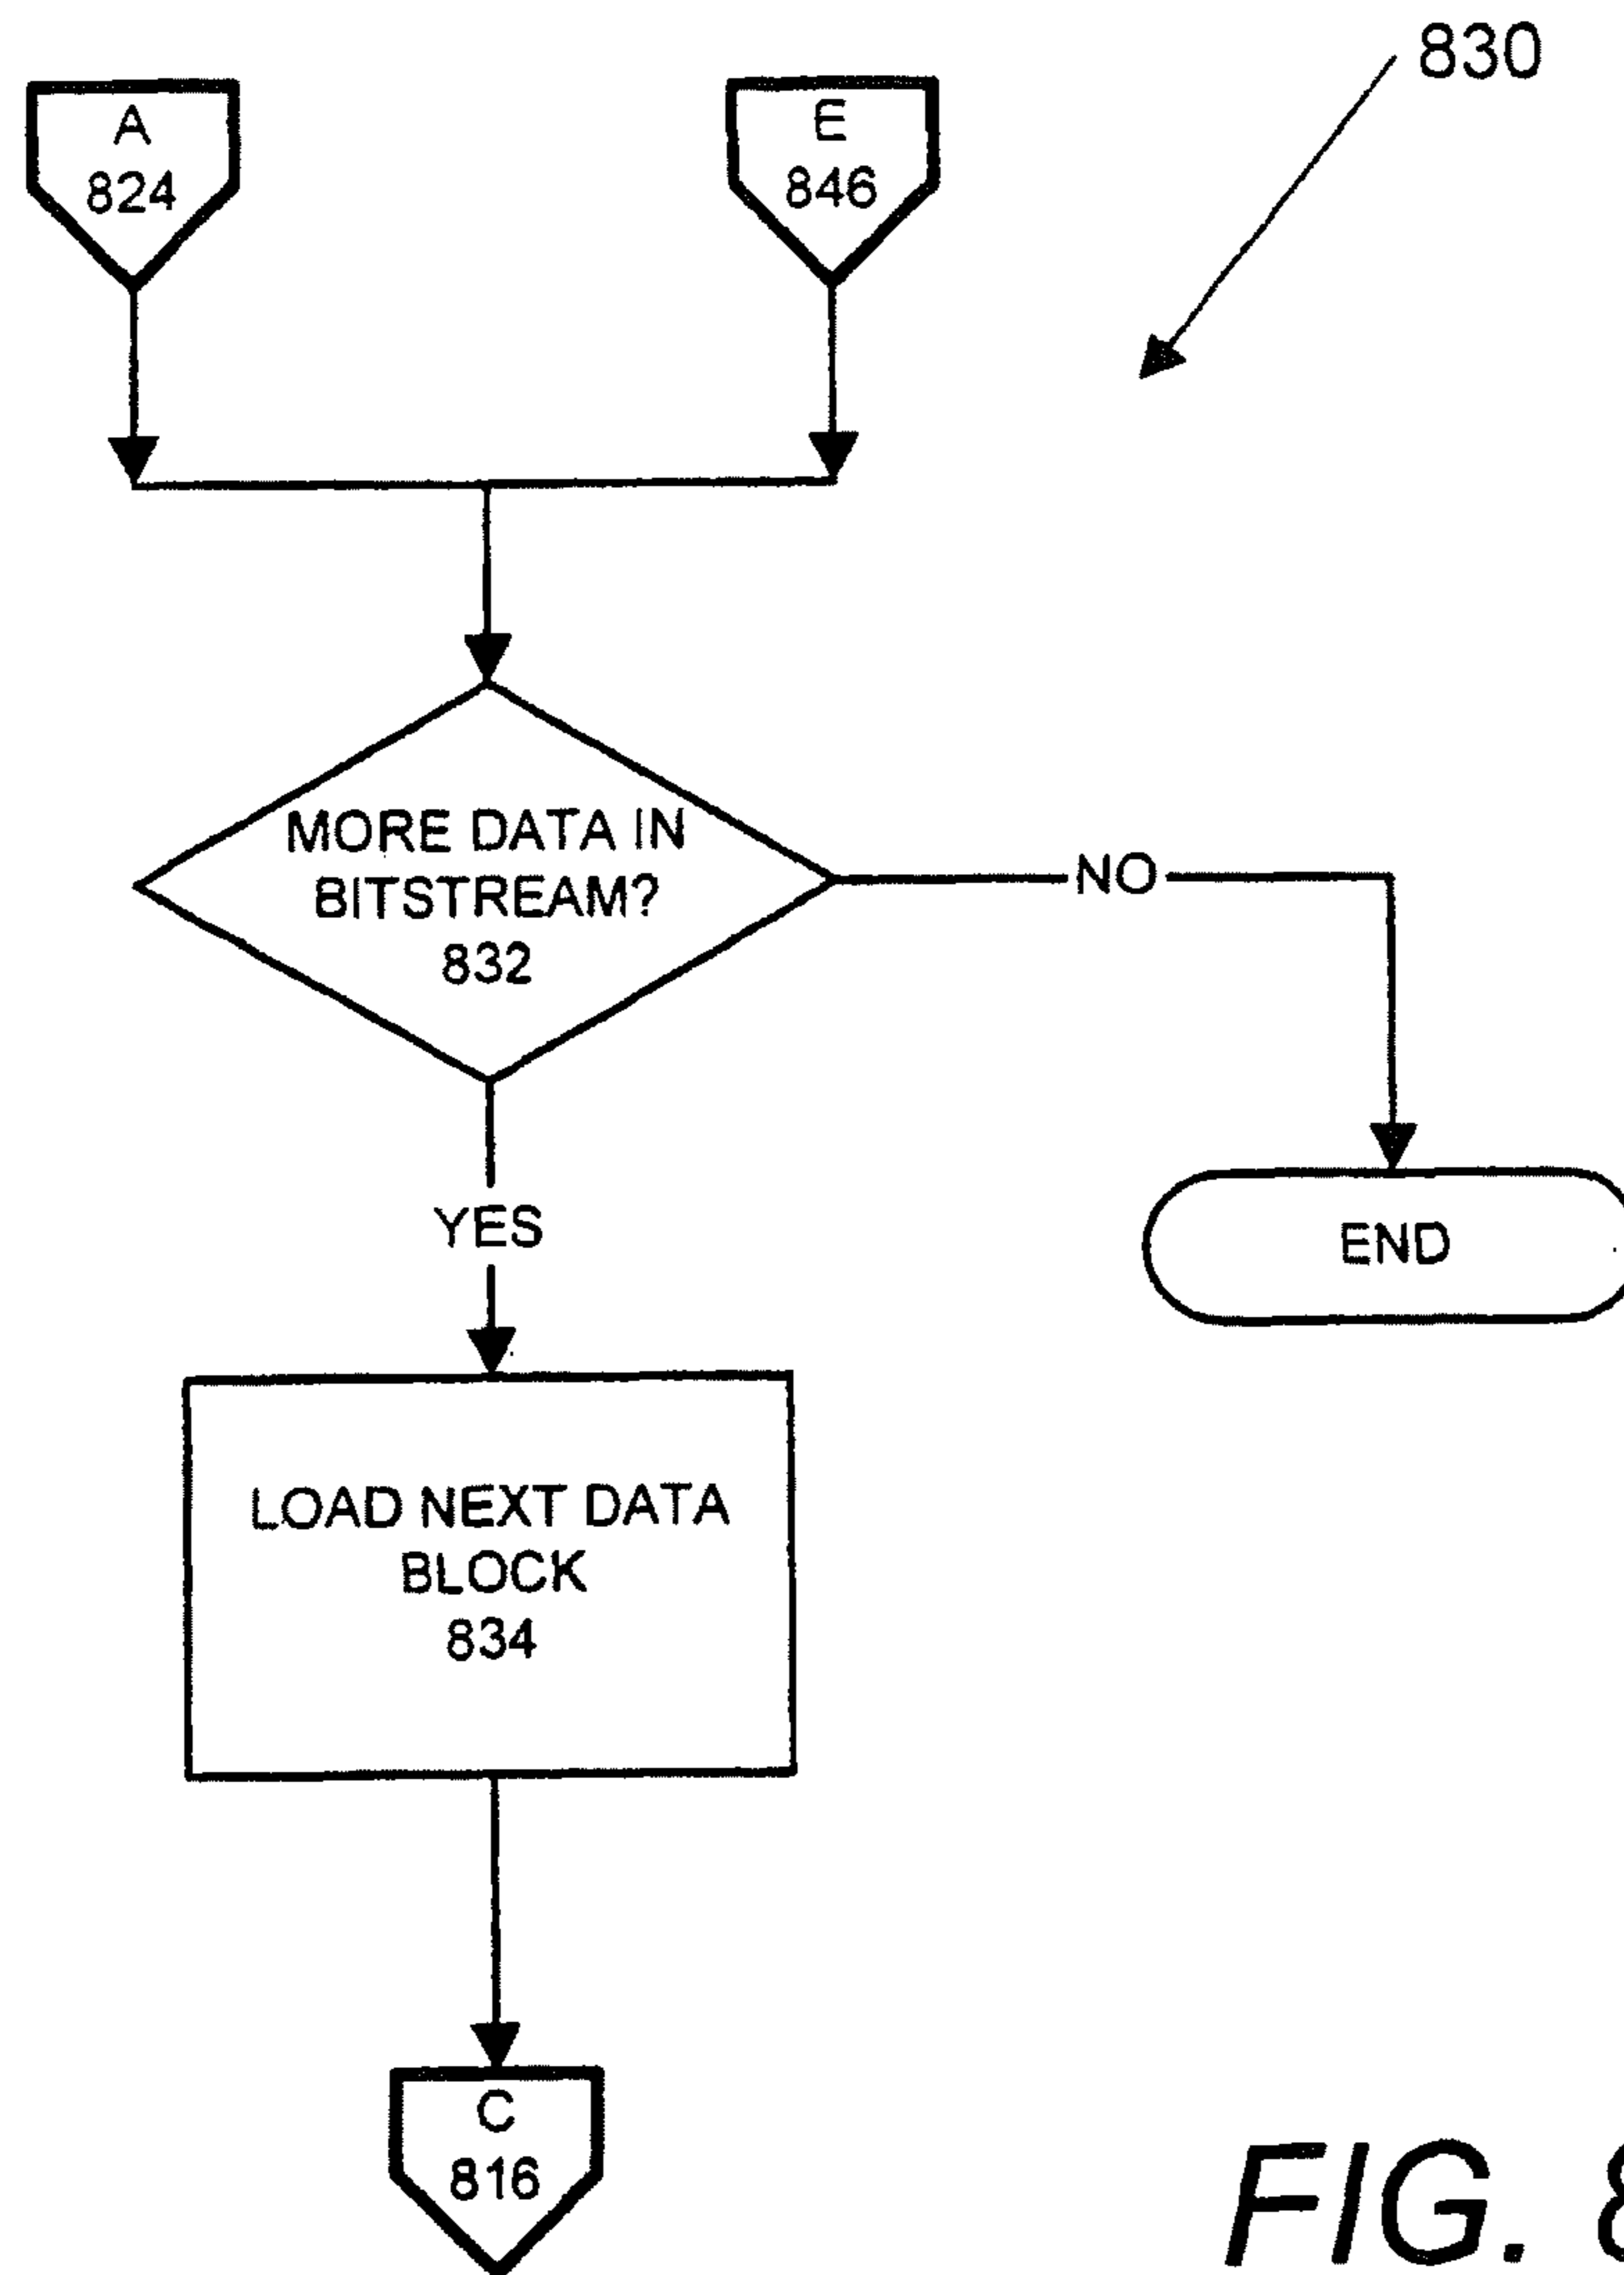 830
A
824
E
846
MORE DATA IN
BITSTREAM?
832
NO
YES
END
LOAD NEXT DATA
BLOCK
834
C
816
FIG.